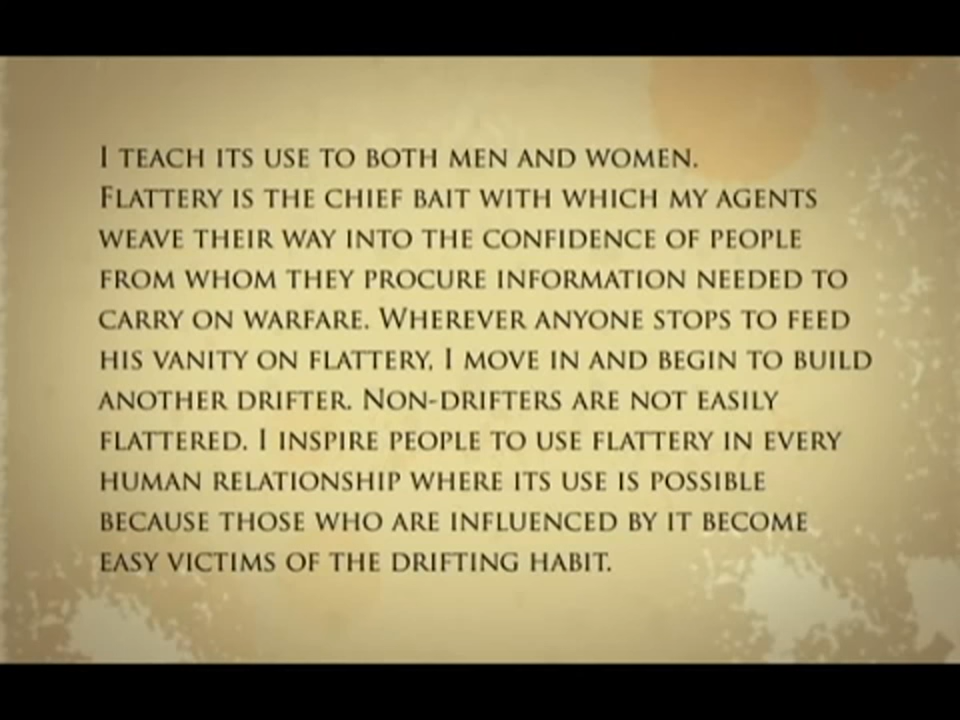 I TEACH ITS USE TO BOTH MEN AND WOMEN.
FLATTERY IS THE CHIEF BAIT WITH WHICH MY AGENTS
WEAVE THEIR WAY INTO THE CONFIDENCE OF PEOPLE
FROM WHOM THEY PROCURE INFORMATION NEEDED TO
CARRY ON WARFARE. WHEREVER ANYONE STOPS TO FEED
HIS VANITY ON FLATTERY, I MOVE IN AND BEGIN TO BUILD
ANOTHER DRIFTER. NON-DRIFTERS ARE NOT EASILY
FLATTERED. I INSPIRE PEOPLE TO USE FLATTERY IN EVERY
HUMAN RELATIONSHIP WHERE ITS USE IS POSSIBLE
BECAUSE THOSE WHO ARE INFLUENCED BY IT BECOME
EASY VICTIMS OF THE DRIFTING HABIT.